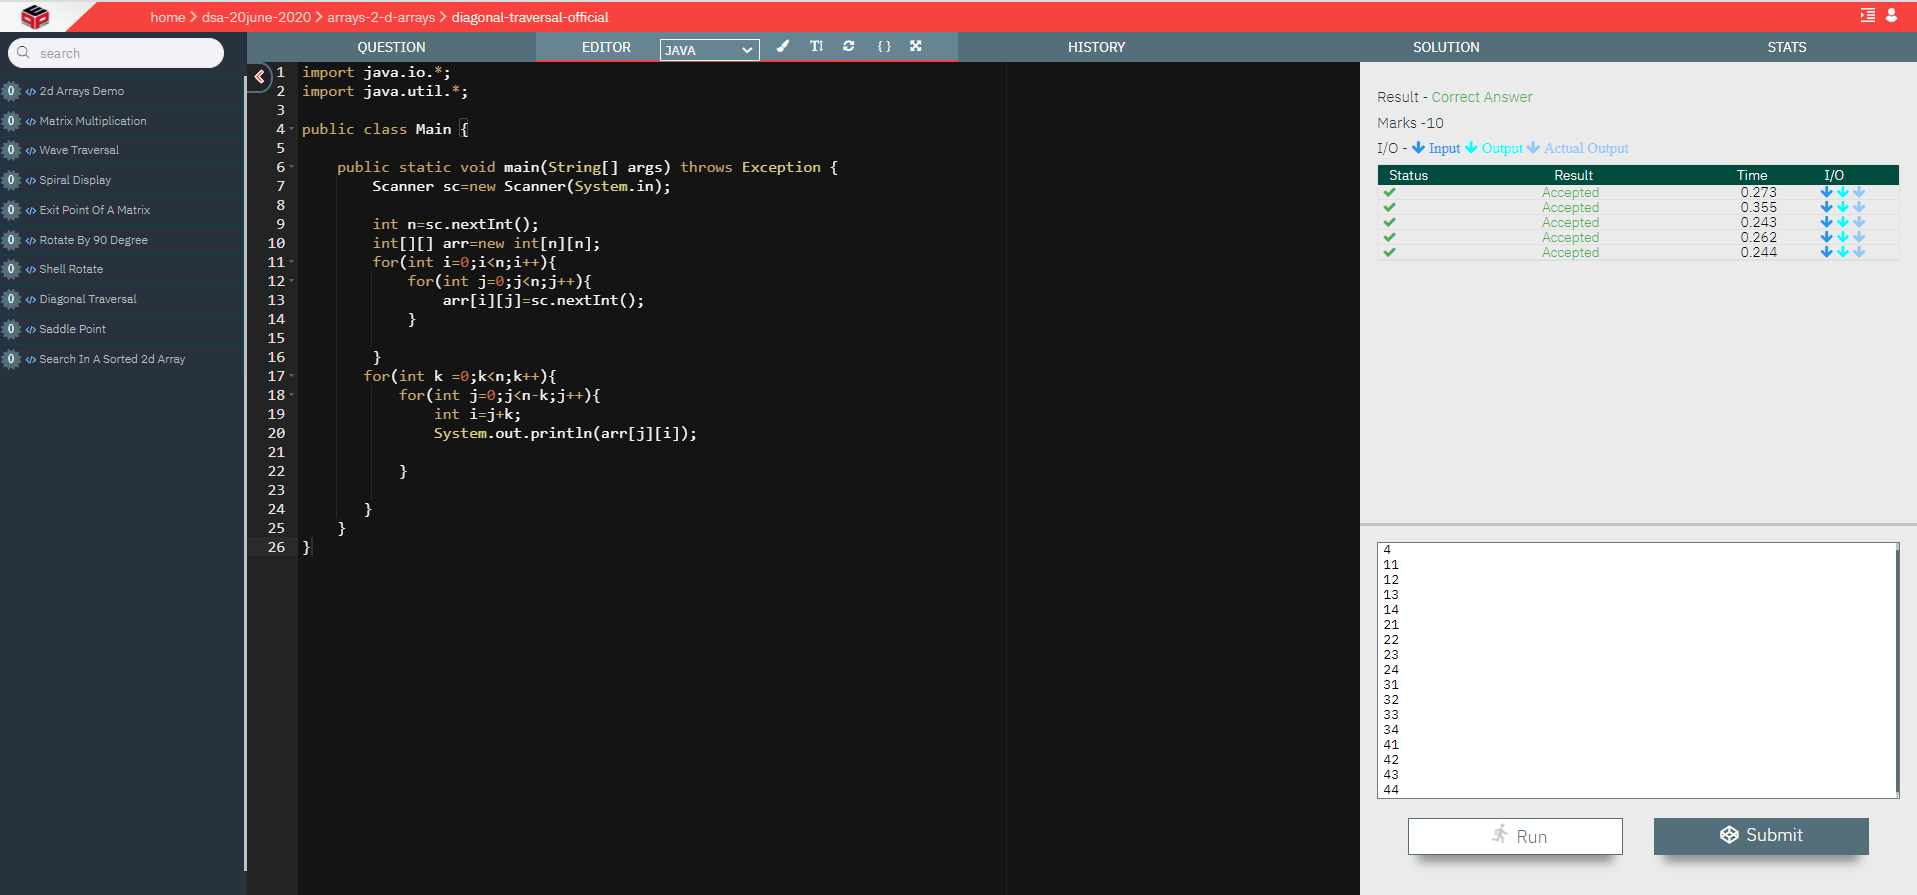 home > dsa-20june-2020 > arrays-2-d-arrays > diagonal-traversal-official
search
0 </> 2d Arrays Demo
0 </> Matrix Multiplication
0 </> Wave Traversal
0 </> Spiral Display
0 </> Exit Point Of A Matrix
0 </> Rotate By 90 Degree
0 </> Shell Rotate
0 </> Diagonal Traversal
0 </> Saddle Point
0 </> Search In A Sorted 2d Array
QUESTION EDITOR JAVA T! { } HISTORY SOLUTION STATS
1 import java.io.*;
2 import java.util.*;
3
4 public class Main {
5
6 public static void main(String[] args) throws Exception {
7 Scanner sc=new Scanner(System.in);
8
9 int n=sc.nextInt();
10 int[][] arr=new int[n][n];
11 for(int i=0;i<n;i++){
12 for(int j=0;j<n;j++){
13 arr[i][j]=sc.nextInt();
14 }
15
16 }
17 for(int k =0;k<n;k++){
18 for(int j=0;j<n-k;j++){
19 int i=j+k;
20 System.out.println(arr[j][i]);
21
22 }
23
24 }
25 }
26 }
Result - Correct Answer
Marks -10
I/O - Input Output Actual Output
Status Result Time I/O
Accepted 0.273
Accepted 0.355
Accepted 0.243
Accepted 0.262
Accepted 0.244
4
11
12
13
14
21
22
23
24
31
32
33
34
41
42
43
44
Run Submit